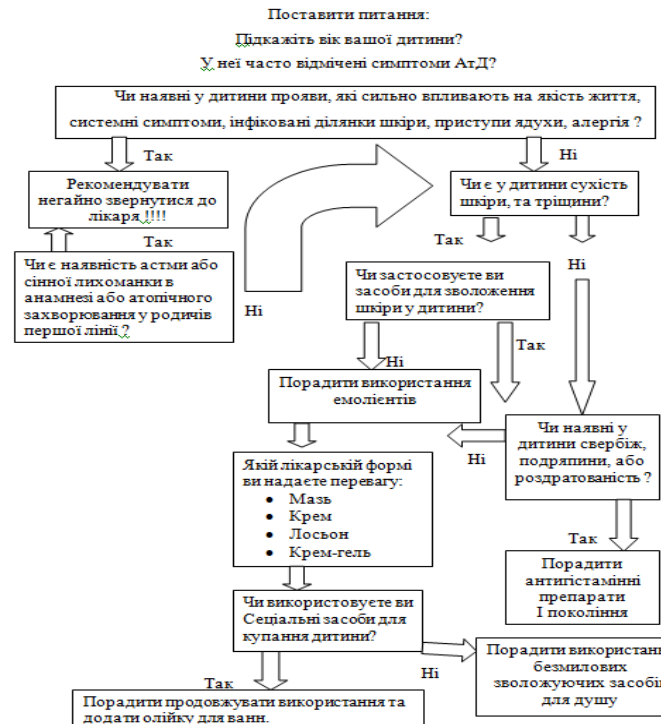 Поставити питання:
Підкажіть вік вашої дитини?
У неї часто відмічені симптоми АтД?
Чи наявні у дитини прояви, які сильно впливають на якість життя,
системні симптоми, інфіковані ділянки шкіри, приступи ядухи, алергія ?
Так
Ні
Рекомендувати
негайно звернутися до
лікаря !!!!
Чи є у дитини сухість
шкіри, та тріщини?
Так
Так
Ні
Чи є наявність астми або
сінної лихоманки в
анамнезі або атопічного
захворювання у родичів
першої лінії ?
Ні
Чи застосовуєте ви
засоби для зволоження
шкіри у дитини?
Ні
Так
Порадити використання
емолієнтів
Чи наявні у
дитини свербіж,
подряпини, або
роздратованість ?
Ні
Якій лікарській формі
ви надаєте перевагу:
• Мазь
• Крем
• Лосьон
• Крем-гель
Так
Порадити
антигістамінні
препарати
І покоління
Чи використовуєте ви
Сеціальні засоби для
купання дитини?
Так
Ні
Порадити використанн
безмилових
зволожуючих засобі
для душу
Порадити продовжувати використання та
додати олійку для ванн.